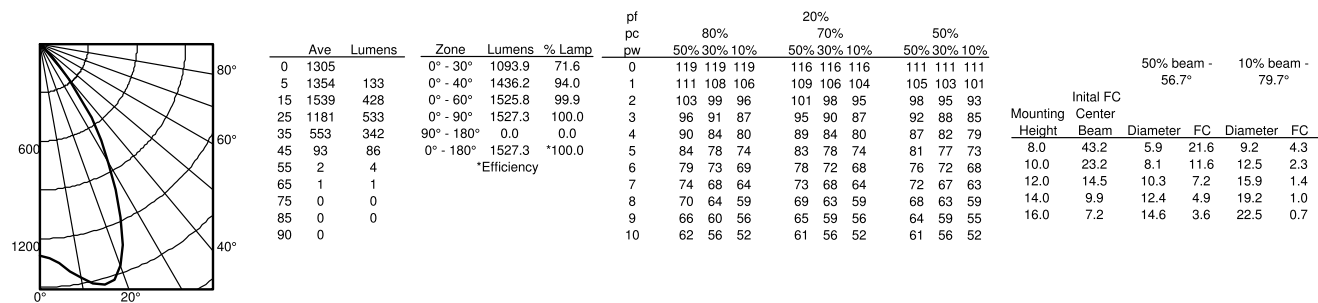 600
1200
0°
20°
40°
60°
80°
Ave Lumens
0 1305
5 1354 133
15 1539 428
25 1181 533
35 553 342
45 93 86
55 2 4
65 1 1
75 0 0
85 0 0
90 0
Zone Lumens % Lamp
0° - 30° 1093.9 71.6
0° - 40° 1436.2 94.0
0° - 60° 1525.8 99.9
0° - 90° 1527.3 100.0
90° - 180° 0.0 0.0
0° - 180° 1527.3 *100.0
*Efficiency
pf 20%
pc 80% 70% 50%
pw 50% 30% 10% 50% 30% 10% 50% 30% 10%
0 119 119 119 116 116 116 111 111 111
1 111 108 106 109 106 104 105 103 101
2 103 99 96 101 98 95 98 95 93
3 96 91 87 95 90 87 92 88 85
4 90 84 80 89 84 80 87 82 79
5 84 78 74 83 78 74 81 77 73
6 79 73 69 78 72 68 76 72 68
7 74 68 64 73 68 64 72 67 63
8 70 64 59 69 63 59 68 63 59
9 66 60 56 65 59 56 64 59 55
10 62 56 52 61 56 52 61 56 52
50% beam - 10% beam -
56.7° 79.7°
Inital FC
Mounting Center
Height Beam Diameter FC Diameter FC
8.0 43.2 5.9 21.6 9.2 4.3
10.0 23.2 8.1 11.6 12.5 2.3
12.0 14.5 10.3 7.2 15.9 1.4
14.0 9.9 12.4 4.9 19.2 1.0
16.0 7.2 14.6 3.6 22.5 0.7